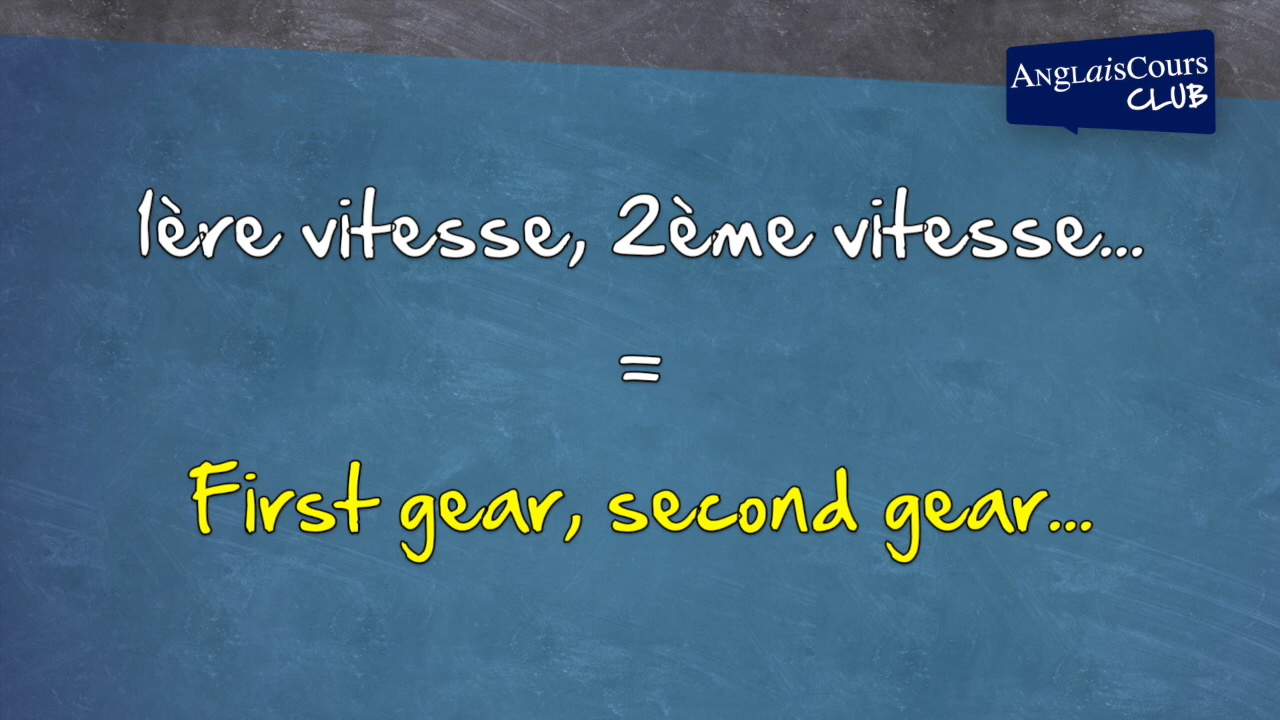 AnglaisCours
CLUB
1ère vitesse, 2ème vitesse...
=
First gear, second gear...